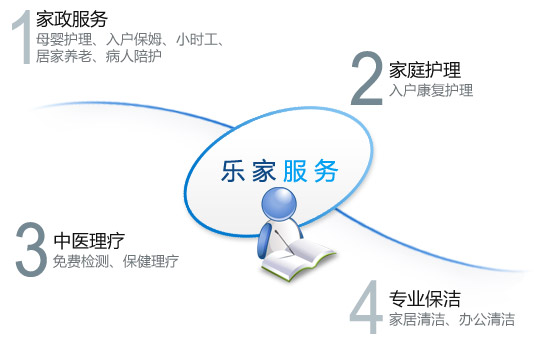 1 家政服务
母婴护理、入户保姆、小时工、
居家养老、病人陪护
2 家庭护理
入户康复护理
乐家服务
3 中医理疗
免费检测、保健理疗
4 专业保洁
家居清洁、办公清洁